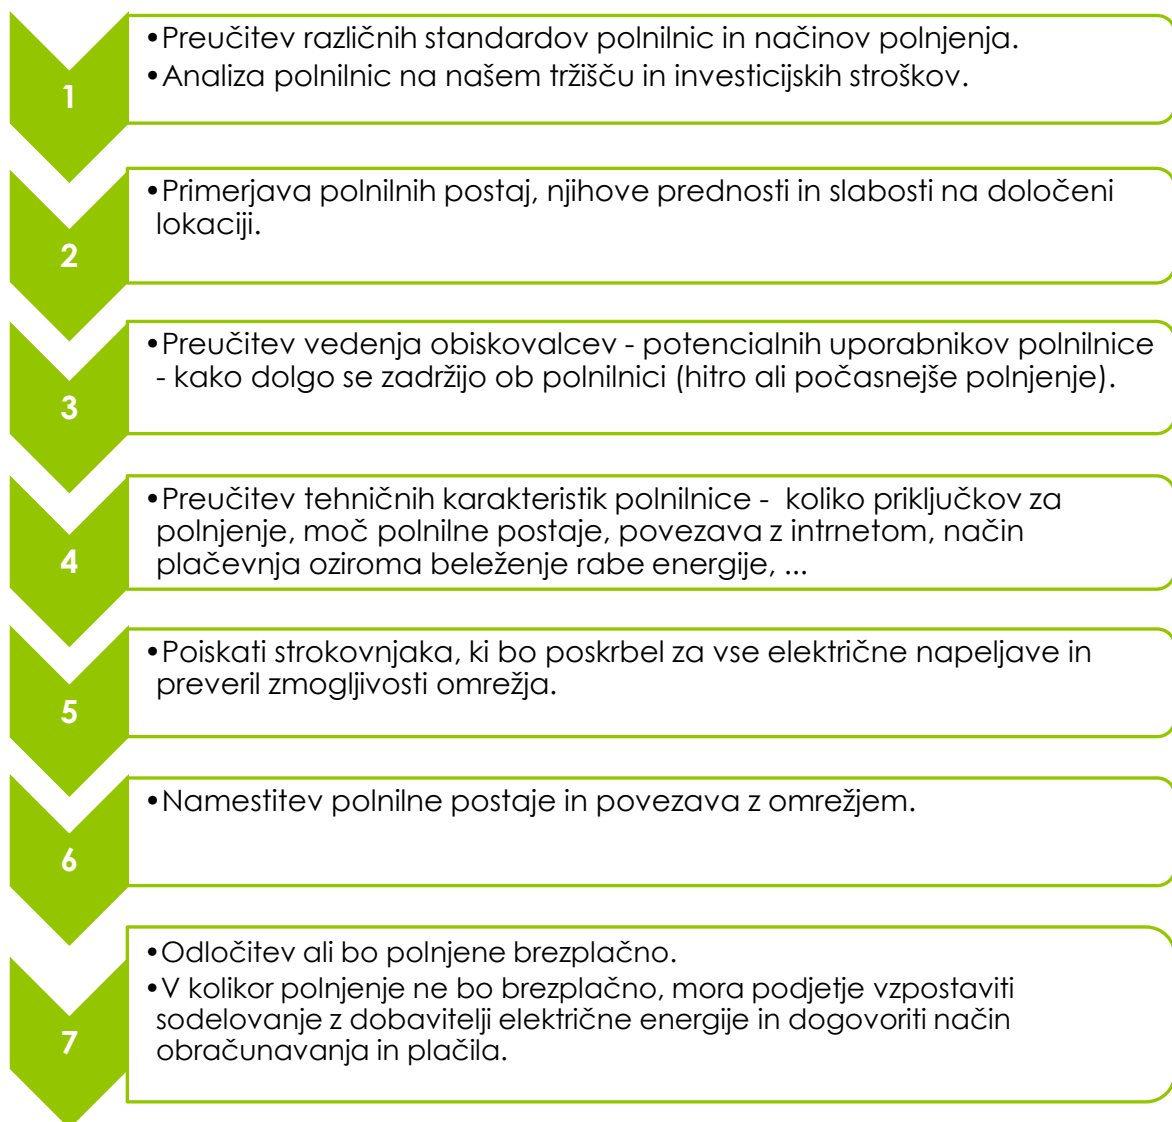 1
•Preučitev različnih standardov polnilnic in načinov polnjenja.
•Analiza polnilnic na našem tržišču in investicijskih stroškov.
2
•Primerjava polnilnih postaj, njihove prednosti in slabosti na določeni
lokaciji.
3
•Preučitev vedenja obiskovalcev - potencialnih uporabnikov polnilnice
- kako dolgo se zadržijo ob polnilnici (hitro ali počasnejše polnjenje).
4
•Preučitev tehničnih karakteristik polnilnice - koliko priključkov za
polnjenje, moč polnilne postaje, povezava z intrnetom, način
plačevnja oziroma beleženje rabe energije, ...
5
•Poiskati strokovnjaka, ki bo poskrbel za vse električne napeljave in
preveril zmogljivosti omrežja.
6
•Namestitev polnilne postaje in povezava z omrežjem.
7
•Odločitev ali bo polnjene brezplačno.
•V kolikor polnjenje ne bo brezplačno, mora podjetje vzpostaviti
sodelovanje z dobavitelji električne energije in dogovoriti način
obračunavanja in plačila.